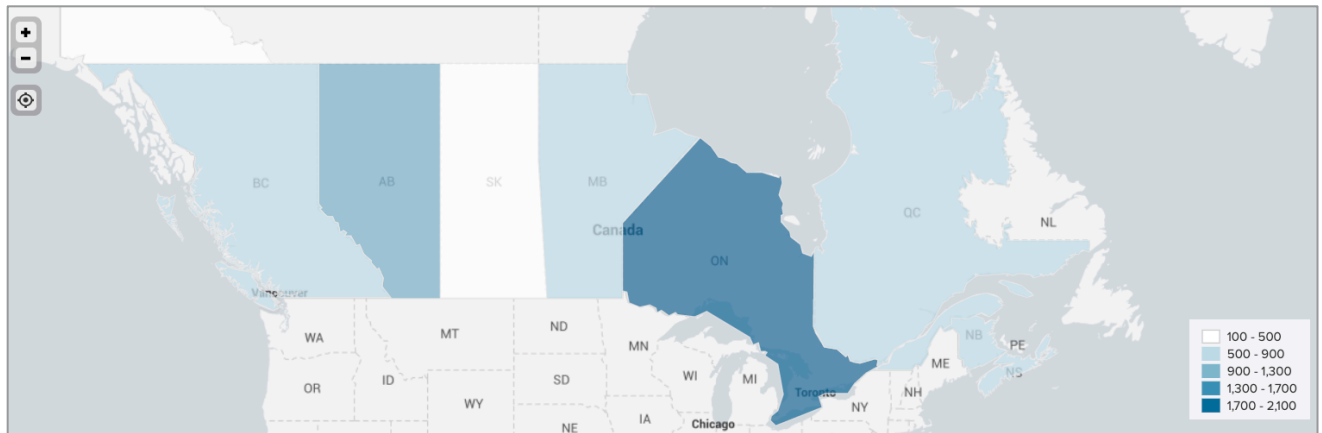 +
−
BC
AB
SK
MB
Canada
ON
QC
NL
Vancouver
WA
MT
ND
MN
OR
ID
SD
WI
MI
Toronto
NB
PE
NS
ME
NH
NY
WY
NE
IA
Chicago
100 - 500
500 - 900
900 - 1,300
1,300 - 1,700
1,700 - 2,100